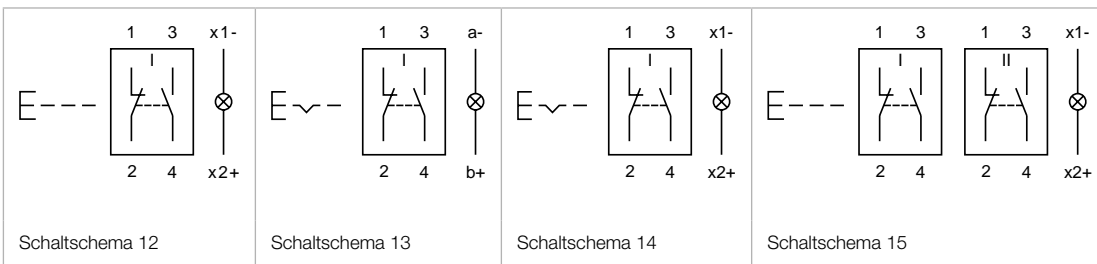 1 3 x1-
I
2 4 x2+
Schaltschema 12
1 3 a-
I
2 4 b+
Schaltschema 13
1 3 x1-
I
2 4 x2+
Schaltschema 14
1 3 1 3 x1-
I II
2 4 2 4 x2+
Schaltschema 15